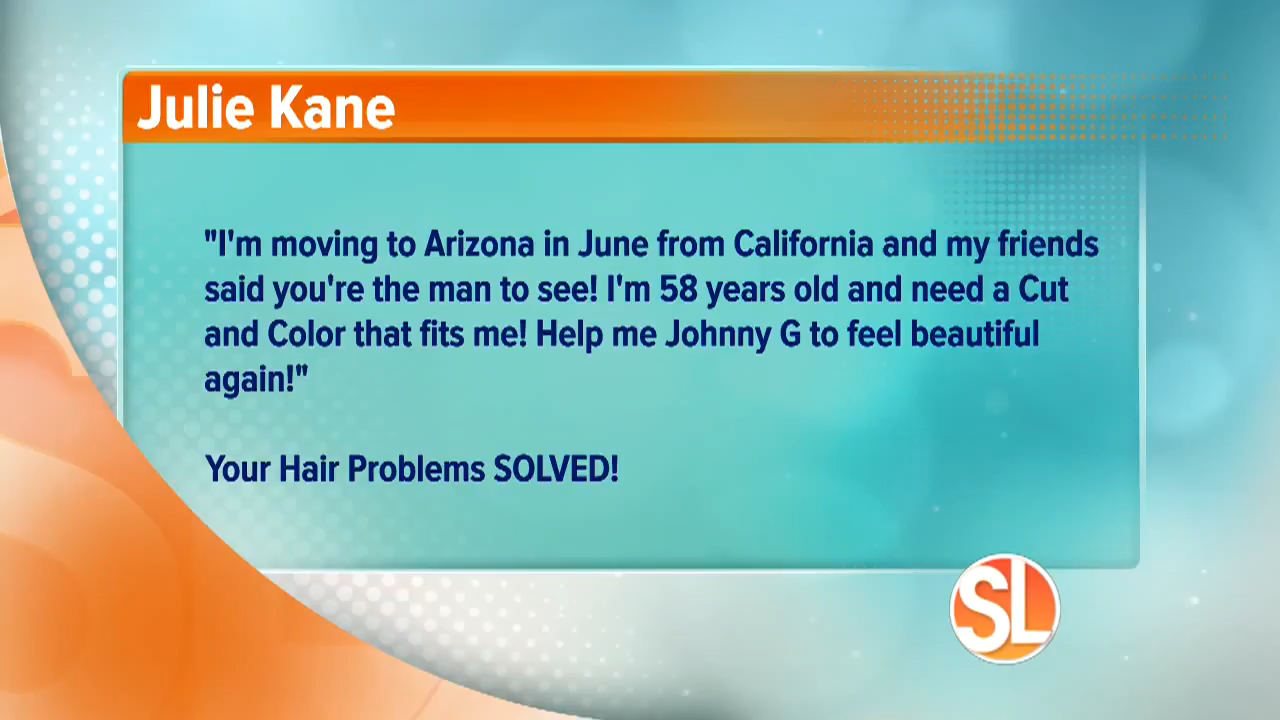 Julie Kane
"I'm moving to Arizona in June from California and my friends
said you're the man to see! I'm 58 years old and need a Cut
and Color that fits me! Help me Johnny G to feel beautiful
again!"
Your Hair Problems SOLVED!
SL